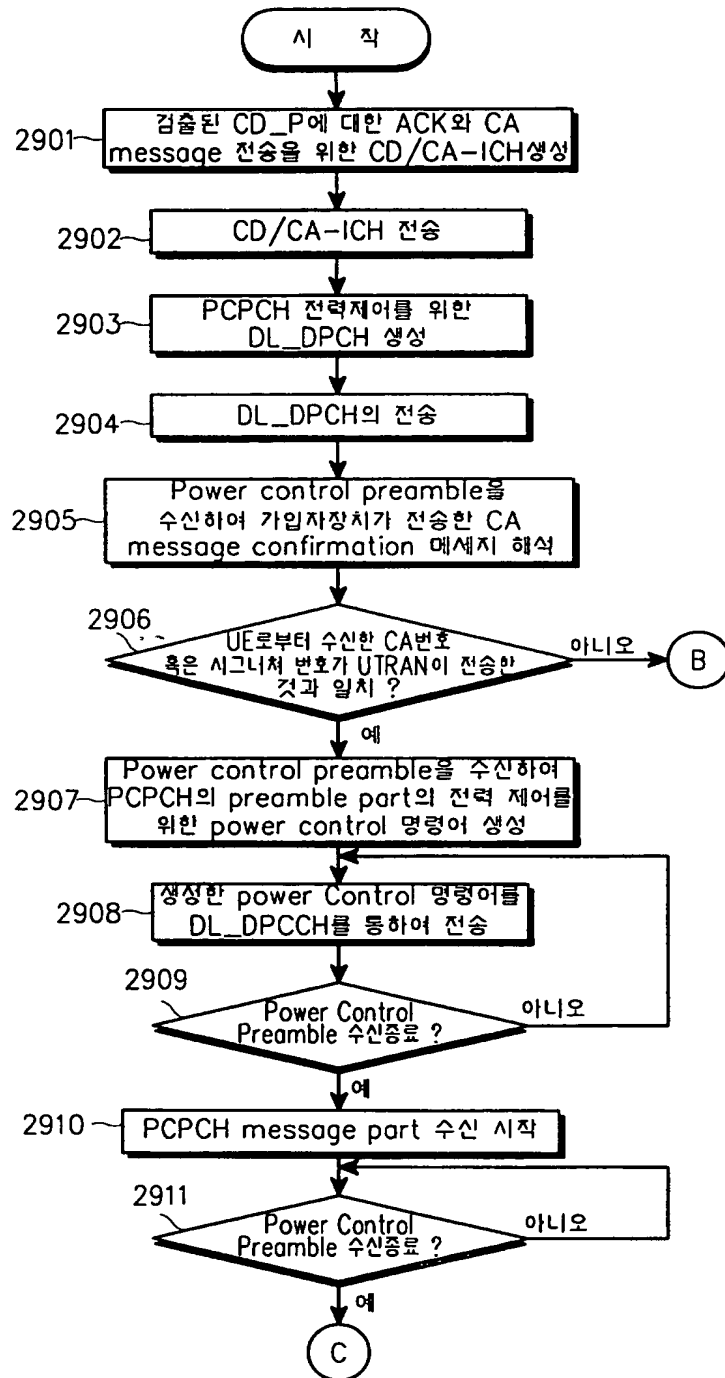 시 작
2901
검출된 CD_P에 대한 ACK와 CA
message 전송을 위한 CD/CA-ICH생성
2902
CD/CA-ICH 전송
2903
PCPCH 전력제어를 위한
DL_DPCH 생성
2904
DL_DPCH의 전송
2905
Power control preamble을
수신하여 가입자장치가 전송한 CA
message confirmation 메세지 해석
2906
UE로부터 수신한 CA번호
혹은 시그니쳐 번호가 UTRAN이 전송한
것과 일치 ?
아니오
B
예
2907
Power control preamble을 수신하여
PCPCH의 preamble part의 전력 제어를
위한 power control 명령어 생성
2908
생성한 power Control 명령어를
DL_DPCCH를 통하여 전송
2909
Power Control
Preamble 수신종료 ?
아니오
예
2910
PCPCH message part 수신 시작
2911
Power Control
Preamble 수신종료 ?
아니오
예
C